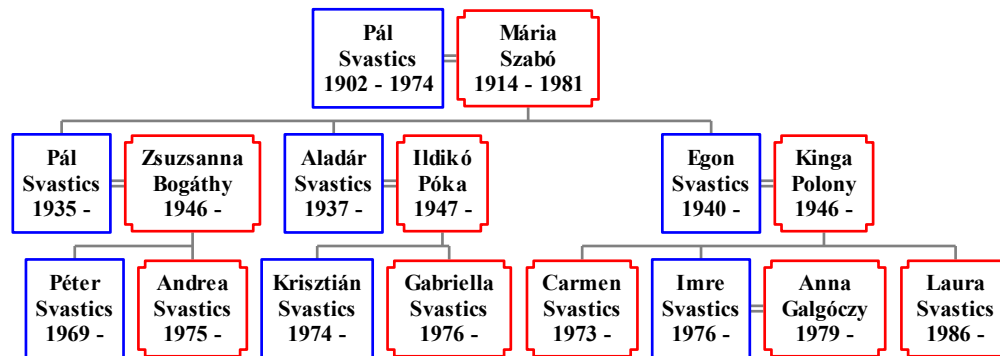 Pál
Svastics
1902 - 1974
Mária
Szabó
1914 - 1981
Pál
Svastics
1935 -
Zsuzsanna
Bogáthy
1946 -
Aladár
Svastics
1937 -
Ildikó
Póka
1947 -
Egon
Svastics
1940 -
Kinga
Polony
1946 -
Péter
Svastics
1969 -
Andrea
Svastics
1975 -
Krisztián
Svastics
1974 -
Gabriella
Svastics
1976 -
Carmen
Svastics
1973 -
Imre
Svastics
1976 -
Anna
Galgóczy
1979 -
Laura
Svastics
1986 -